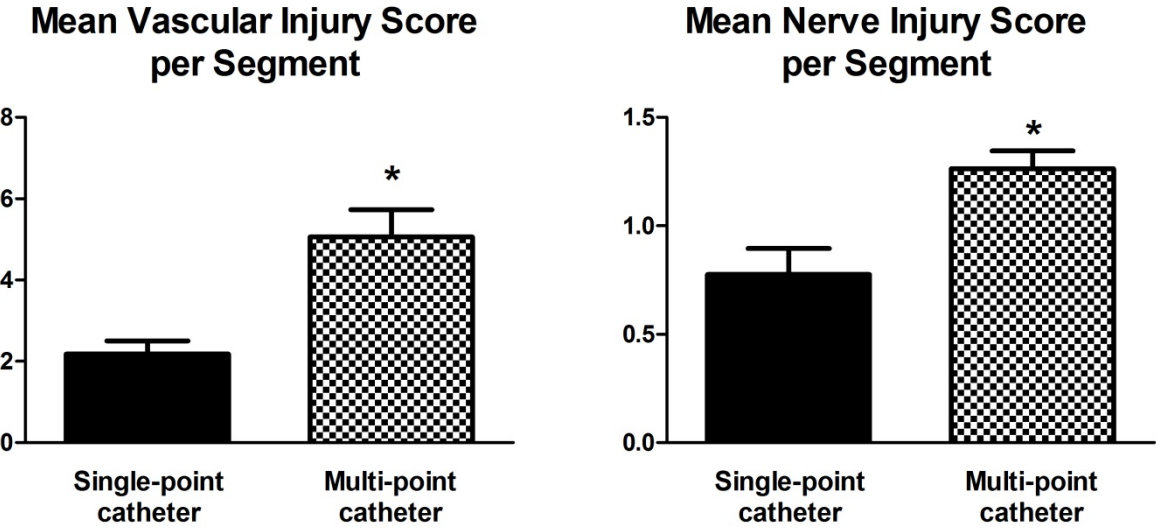 Mean Vascular Injury Score
per Segment
8
6
4
2
0
*
Single-point
catheter
Multi-point
catheter
Mean Nerve Injury Score
per Segment
1.5
1.0
0.5
0.0
*
Single-point
catheter
Multi-point
catheter